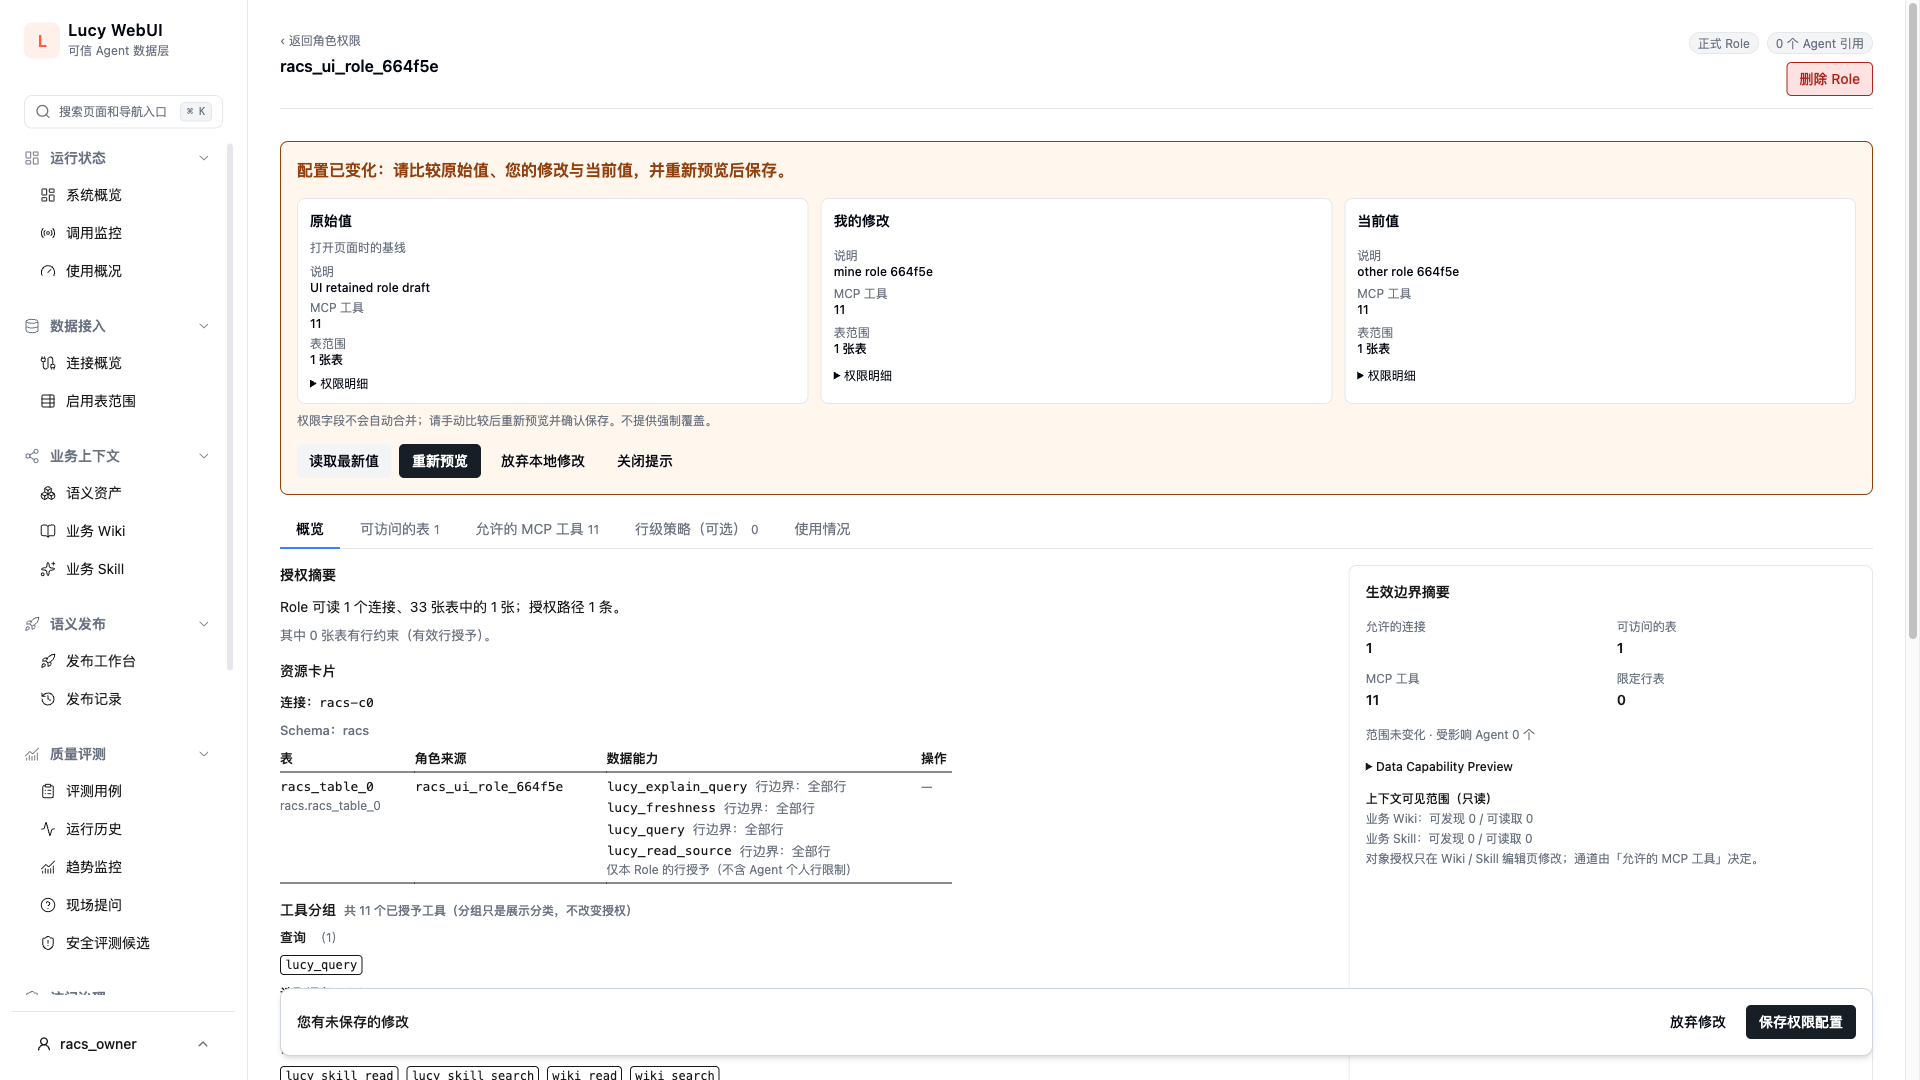 L
Lucy WebUI
可信 Agent 数据层
搜索页面和导航入口 ⌘ K
运行状态
系统概览
调用监控
使用概况
数据接入
连接概览
启用表范围
业务上下文
语义资产
业务 Wiki
业务 Skill
语义发布
发布工作台
发布记录
质量评测
评测用例
运行历史
趋势监控
现场提问
安全评测候选
racs_owner
‹ 返回角色权限
racs_ui_role_664f5e
正式 Role
0 个 Agent 引用
删除 Role
配置已变化：请比较原始值、您的修改与当前值，并重新预览后保存。
原始值
打开页面时的基线
说明
UI retained role draft
MCP 工具
11
表范围
1 张表
权限明细
我的修改
说明
mine role 664f5e
MCP 工具
11
表范围
1 张表
权限明细
当前值
说明
other role 664f5e
MCP 工具
11
表范围
1 张表
权限明细
权限字段不会自动合并；请手动比较后重新预览并确认保存。不提供强制覆盖。
读取最新值 重新预览 放弃本地修改 关闭提示
概览 可访问的表 1 允许的 MCP 工具 11 行级策略（可选） 0 使用情况
授权摘要
Role 可读 1 个连接、33 张表中的 1 张；授权路径 1 条。
其中 0 张表有行约束（有效行授予）。
资源卡片
连接：racs-c0
Schema：racs
表 角色来源 数据能力 操作
racs_table_0 racs_ui_role_664f5e lucy_explain_query 行边界：全部行 —
racs.racs_table_0
lucy_freshness 行边界：全部行
lucy_query 行边界：全部行
lucy_read_source 行边界：全部行
仅本 Role 的行授予（不含 Agent 个人行限制）
工具分组 共 11 个已授予工具（分组只是展示分类，不改变授权）
查询 (1)
lucy_query
生效边界摘要
允许的连接
1
可访问的表
1
MCP 工具
11
限定行表
0
范围未变化 · 受影响 Agent 0 个
Data Capability Preview
上下文可见范围（只读）
业务 Wiki：可发现 0 / 可读取 0
业务 Skill：可发现 0 / 可读取 0
对象授权只在 Wiki / Skill 编辑页修改；通道由「允许的 MCP 工具」决定。
您有未保存的修改
放弃修改 保存权限配置
lucy_skill_read lucy_skill_search wiki_read wiki_search